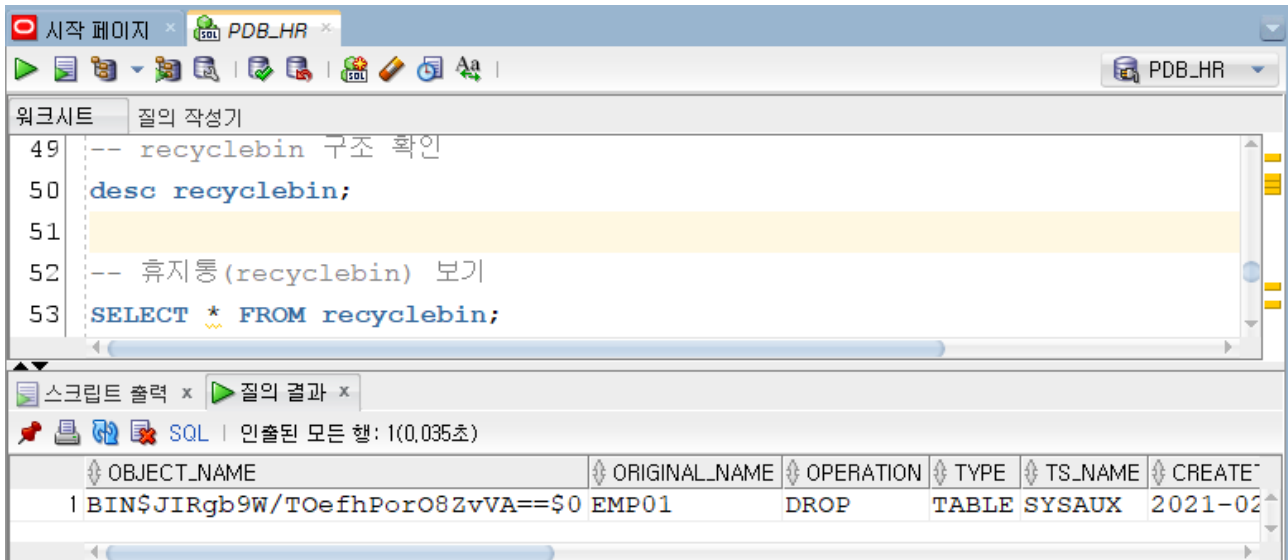 시작 페이지
PDB_HR
PDB_HR
워크시트 질의 작성기
49 -- recyclebin 구조 확인
50 desc recyclebin;
51
52 -- 휴지통(recyclebin) 보기
53 SELECT * FROM recyclebin;
스크립트 출력 x 질의 결과 x
SQL | 인출된 모든 행: 1(0,035초)
OBJECT_NAME ORIGINAL_NAME OPERATION TYPE TS_NAME CREATET
1 BIN$JIRgb9W/TOefhPorO8ZvVA==$0 EMP01 DROP TABLE SYSAUX 2021-02